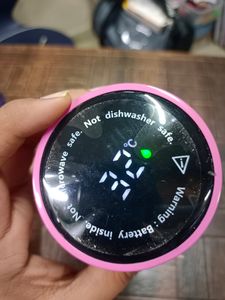 Warning : Battery inside. Not microwave safe. Not dishwasher safe.
°C